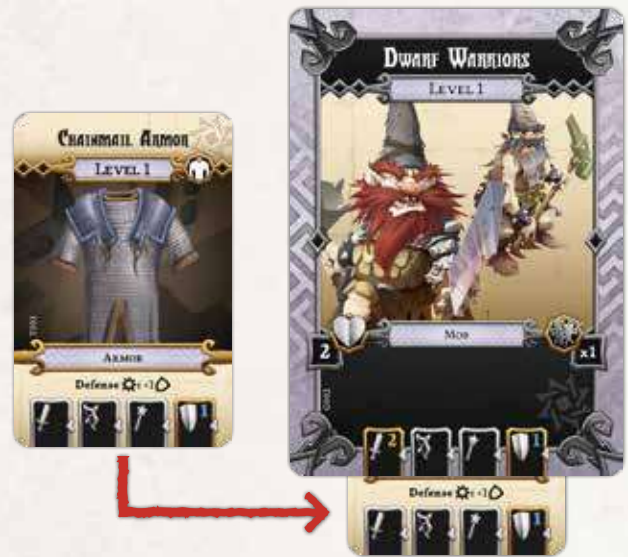 Chainmail Armor
Level 1
Armor
Defense : +1
1
Dwarf Warriors
Level 1
Mob
2
x1
2 1
Defense : +1
1